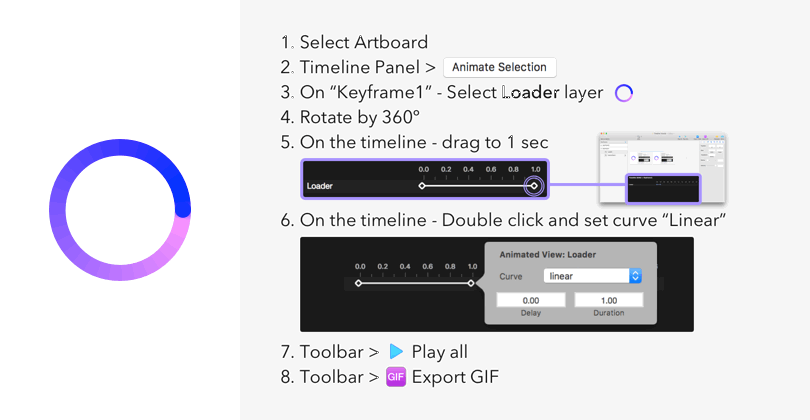 1. Select Artboard
2. Timeline Panel > Animate Selection
3. On “Keyframe1” - Select Loader layer
4. Rotate by 360°
5. On the timeline - drag to 1 sec
0.0 0.2 0.4 0.6 0.8 1.0
Loader
6. On the timeline - Double click and set curve “Linear”
Animated View: Loader
0.0 0.2 0.4 0.6 0.8 1.0
Curve linear
0.00 1.00
Delay Duration
7. Toolbar > Play all
8. Toolbar > GIF Export GIF